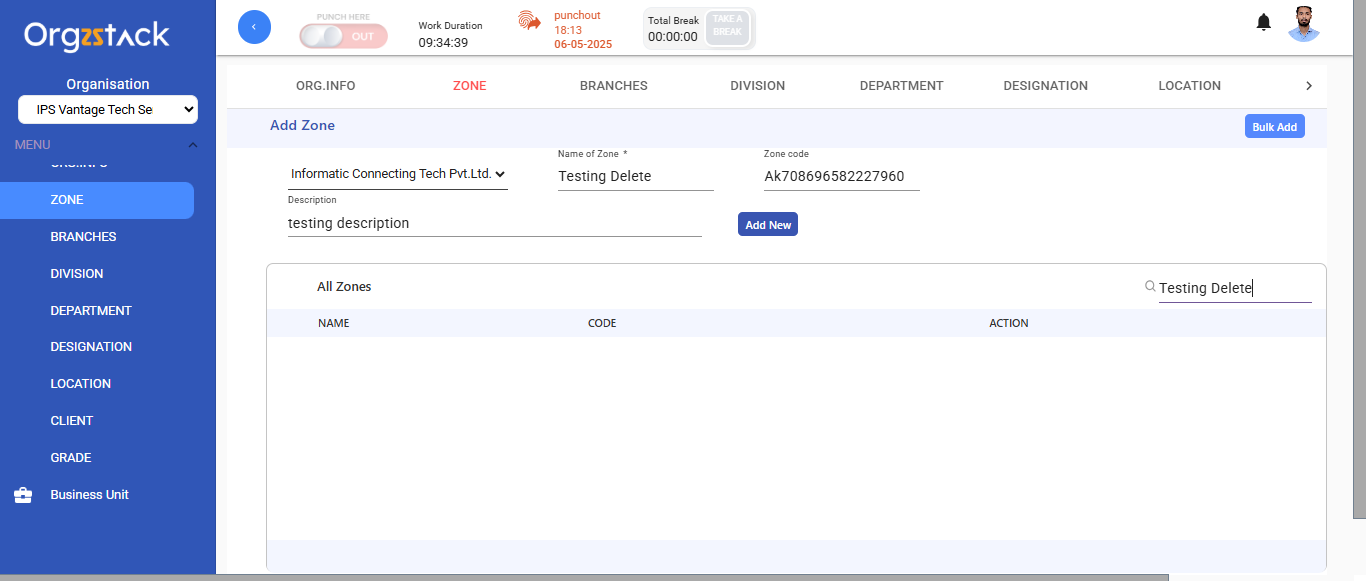 Orgzstack
Organisation
IPS Vantage Tech Se
MENU
ORG.INFO
ZONE
BRANCHES
DIVISION
DEPARTMENT
DESIGNATION
LOCATION
CLIENT
GRADE
Business Unit
PUNCH HERE
OUT
Work Duration
09:34:39
punchout
18:13
06-05-2025
Total Break
00:00:00
TAKE A
BREAK
ORG.INFO ZONE BRANCHES DIVISION DEPARTMENT DESIGNATION LOCATION
Add Zone
Bulk Add
Informatic Connecting Tech Pvt.Ltd.
Name of Zone *
Testing Delete
Zone code
Ak708696582227960
Description
testing description
Add New
All Zones
Testing Delete
NAME CODE ACTION